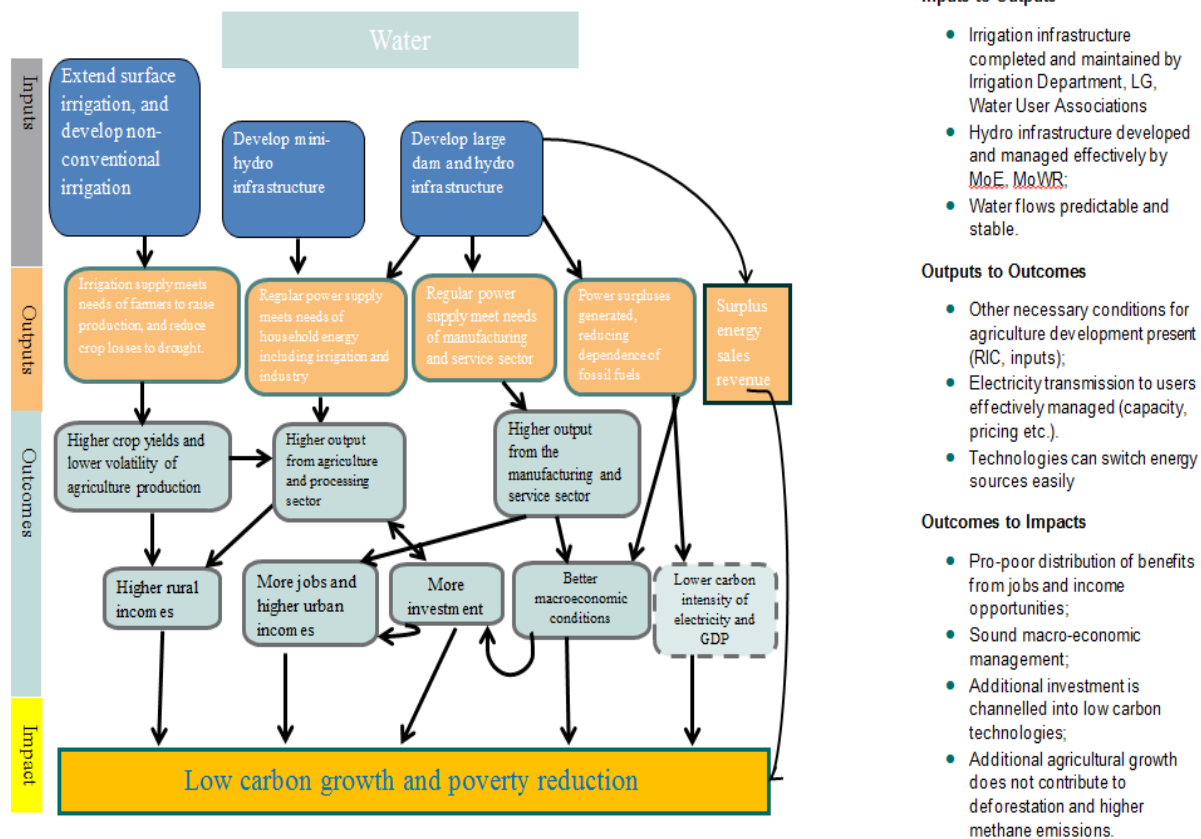 Water
Inputs
Extend surface
irrigation, and
develop non-
conventional
irrigation
Develop mini-
hydro
infrastructure
Develop large
dam and hydro
infrastructure
Outputs
Irrigation supply meets
needs of farmers to raise
production, and reduce
crop losses to drought.
Regular power supply
meets needs of
household energy
including irrigation and
industry
Regular power
supply meet needs
of manufacturing
and service sector
Power surpluses
generated,
reducing
dependence of
fossil fuels
Surplus
energy
sales
revenue
Outcomes
Higher crop yields and
lower volatility of
agriculture production
Higher output
from agriculture
and processing
sector
Higher output
from the
manufacturing and
service sector
Higher rural
incomes
More jobs and
higher urban
incomes
More
investment
Better
macroeconomic
conditions
Lower carbon
intensity of
electricity and
GDP
Impact
Low carbon growth and poverty reduction
Inputs to Outputs
Irrigation infrastructure
completed and maintained by
Irrigation Department, LG,
Water User Associations
Hydro infrastructure developed
and managed effectively by
MoE, MoWR;
Water flows predictable and
stable.
Outputs to Outcomes
Other necessary conditions for
agriculture development present
(RIC, inputs);
Electricity transmission to users
effectively managed (capacity,
pricing etc.).
Technologies can switch energy
sources easily
Outcomes to Impacts
Pro-poor distribution of benefits
from jobs and income
opportunities;
Sound macro-economic
management;
Additional investment is
channelled into low carbon
technologies;
Additional agricultural growth
does not contribute to
deforestation and higher
methane emissions.